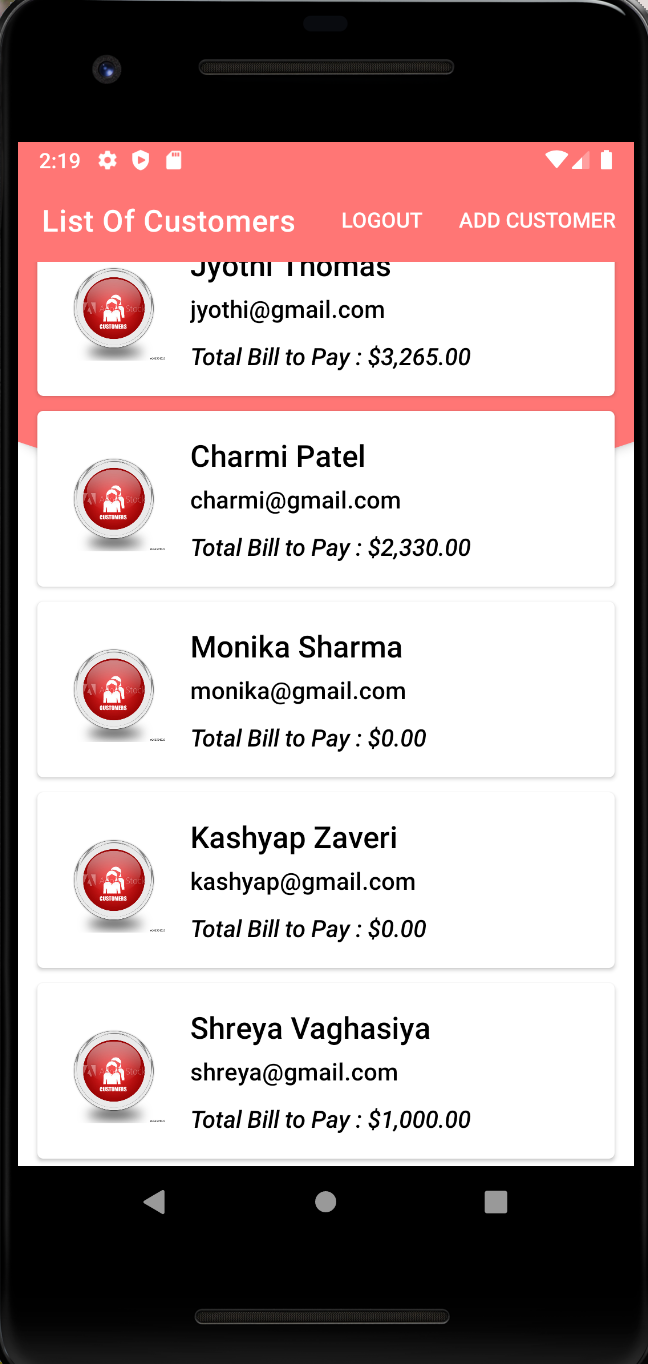 2:19
List Of Customers
LOGOUT
ADD CUSTOMER
Jyothi Thomas
jyothi@gmail.com
Total Bill to Pay : $3,265.00
CUSTOMERS
Charmi Patel
charmi@gmail.com
Total Bill to Pay : $2,330.00
CUSTOMERS
Monika Sharma
monika@gmail.com
Total Bill to Pay : $0.00
CUSTOMERS
Kashyap Zaveri
kashyap@gmail.com
Total Bill to Pay : $0.00
CUSTOMERS
Shreya Vaghasiya
shreya@gmail.com
Total Bill to Pay : $1,000.00
CUSTOMERS